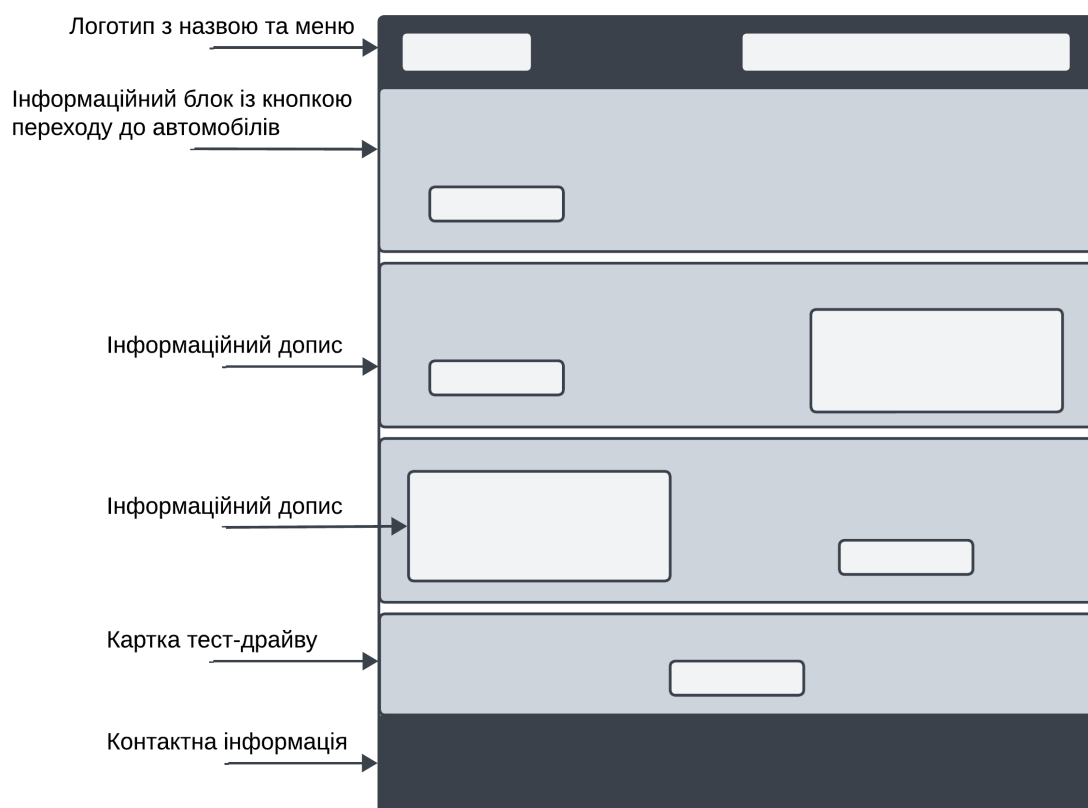 Логотип з назвою та меню
Інформаційний блок із кнопкою
переходу до автомобілів
Інформаційний допис
Інформаційний допис
Картка тест-драйву
Контактна інформація